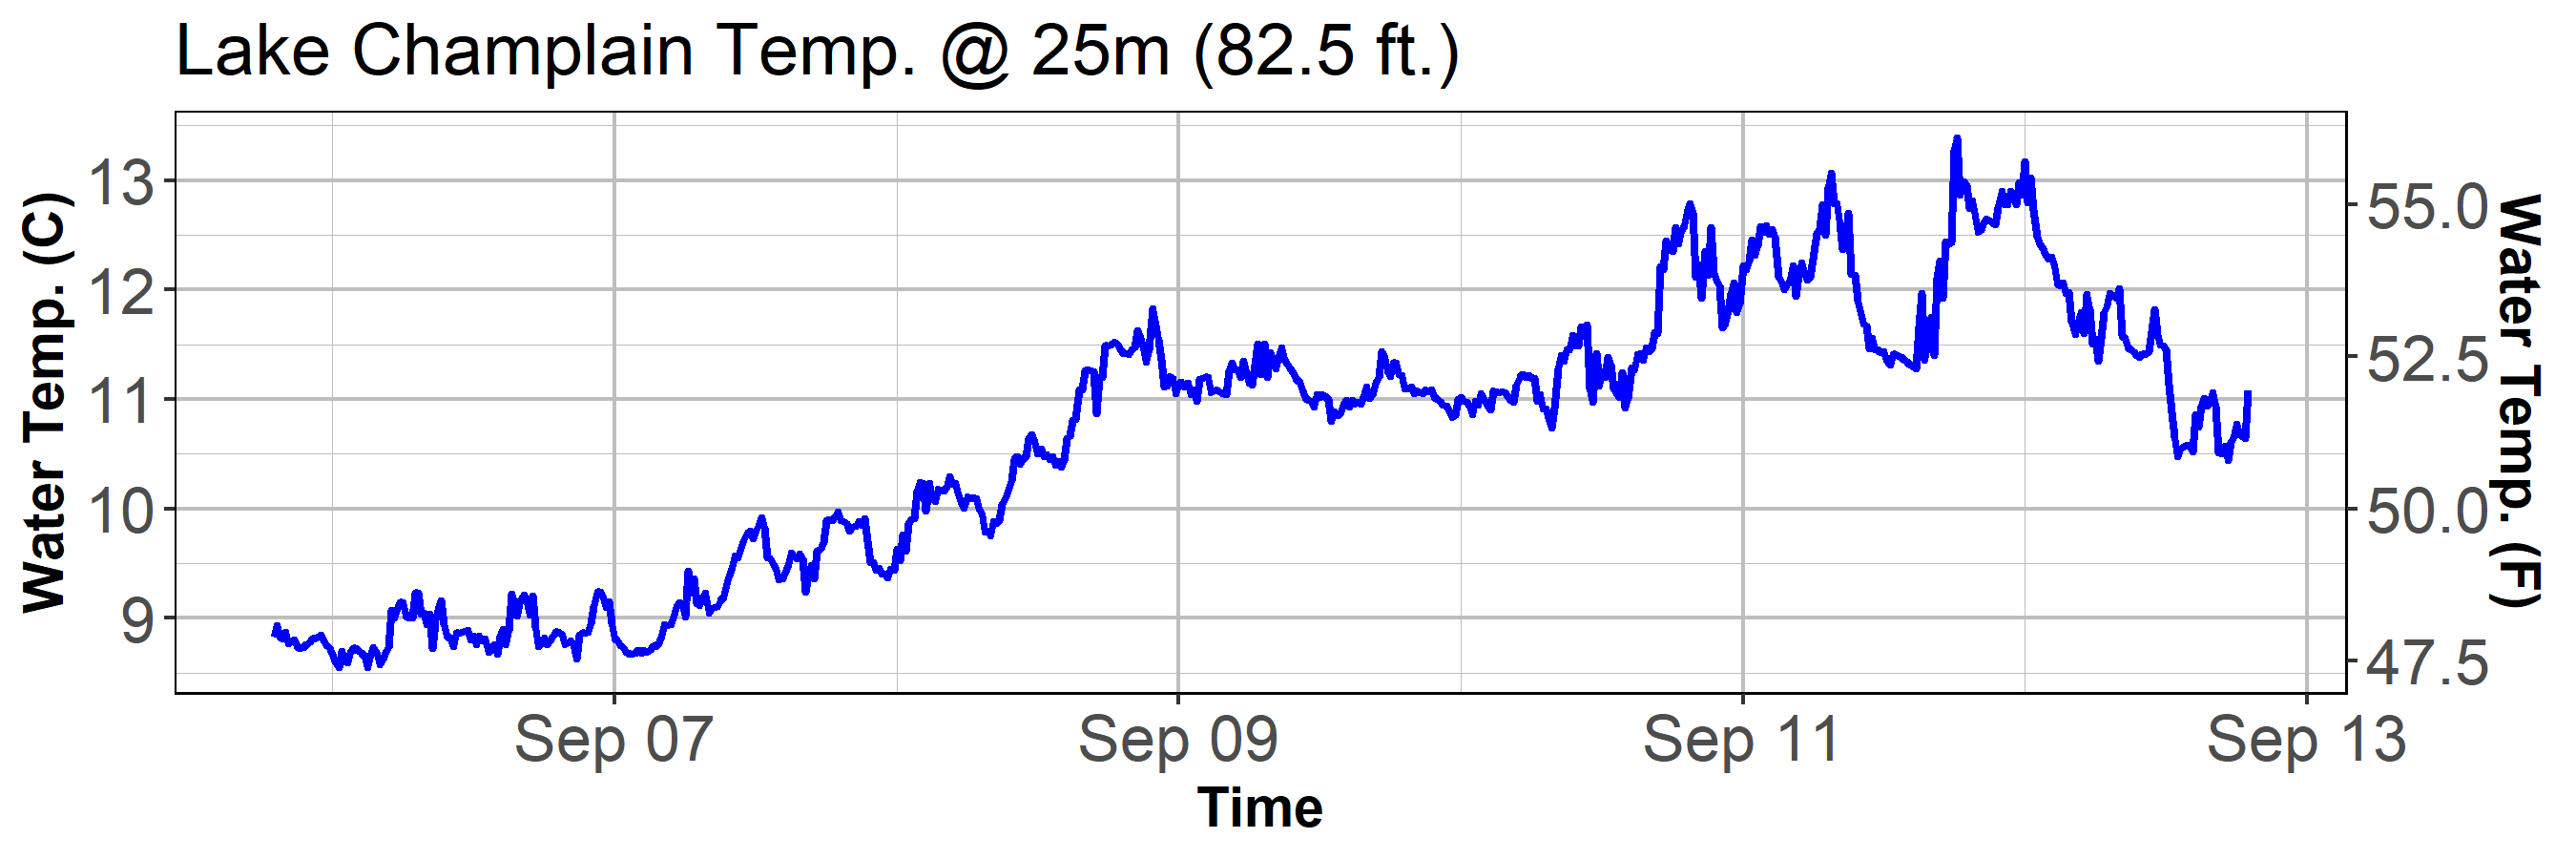 Lake Champlain Temp. @ 25m (82.5 ft.)
Water Temp. (C)
13
12
11
10
9
55.0
52.5
50.0
47.5
Water Temp. (F)
Sep 07
Sep 09
Sep 11
Sep 13
Time